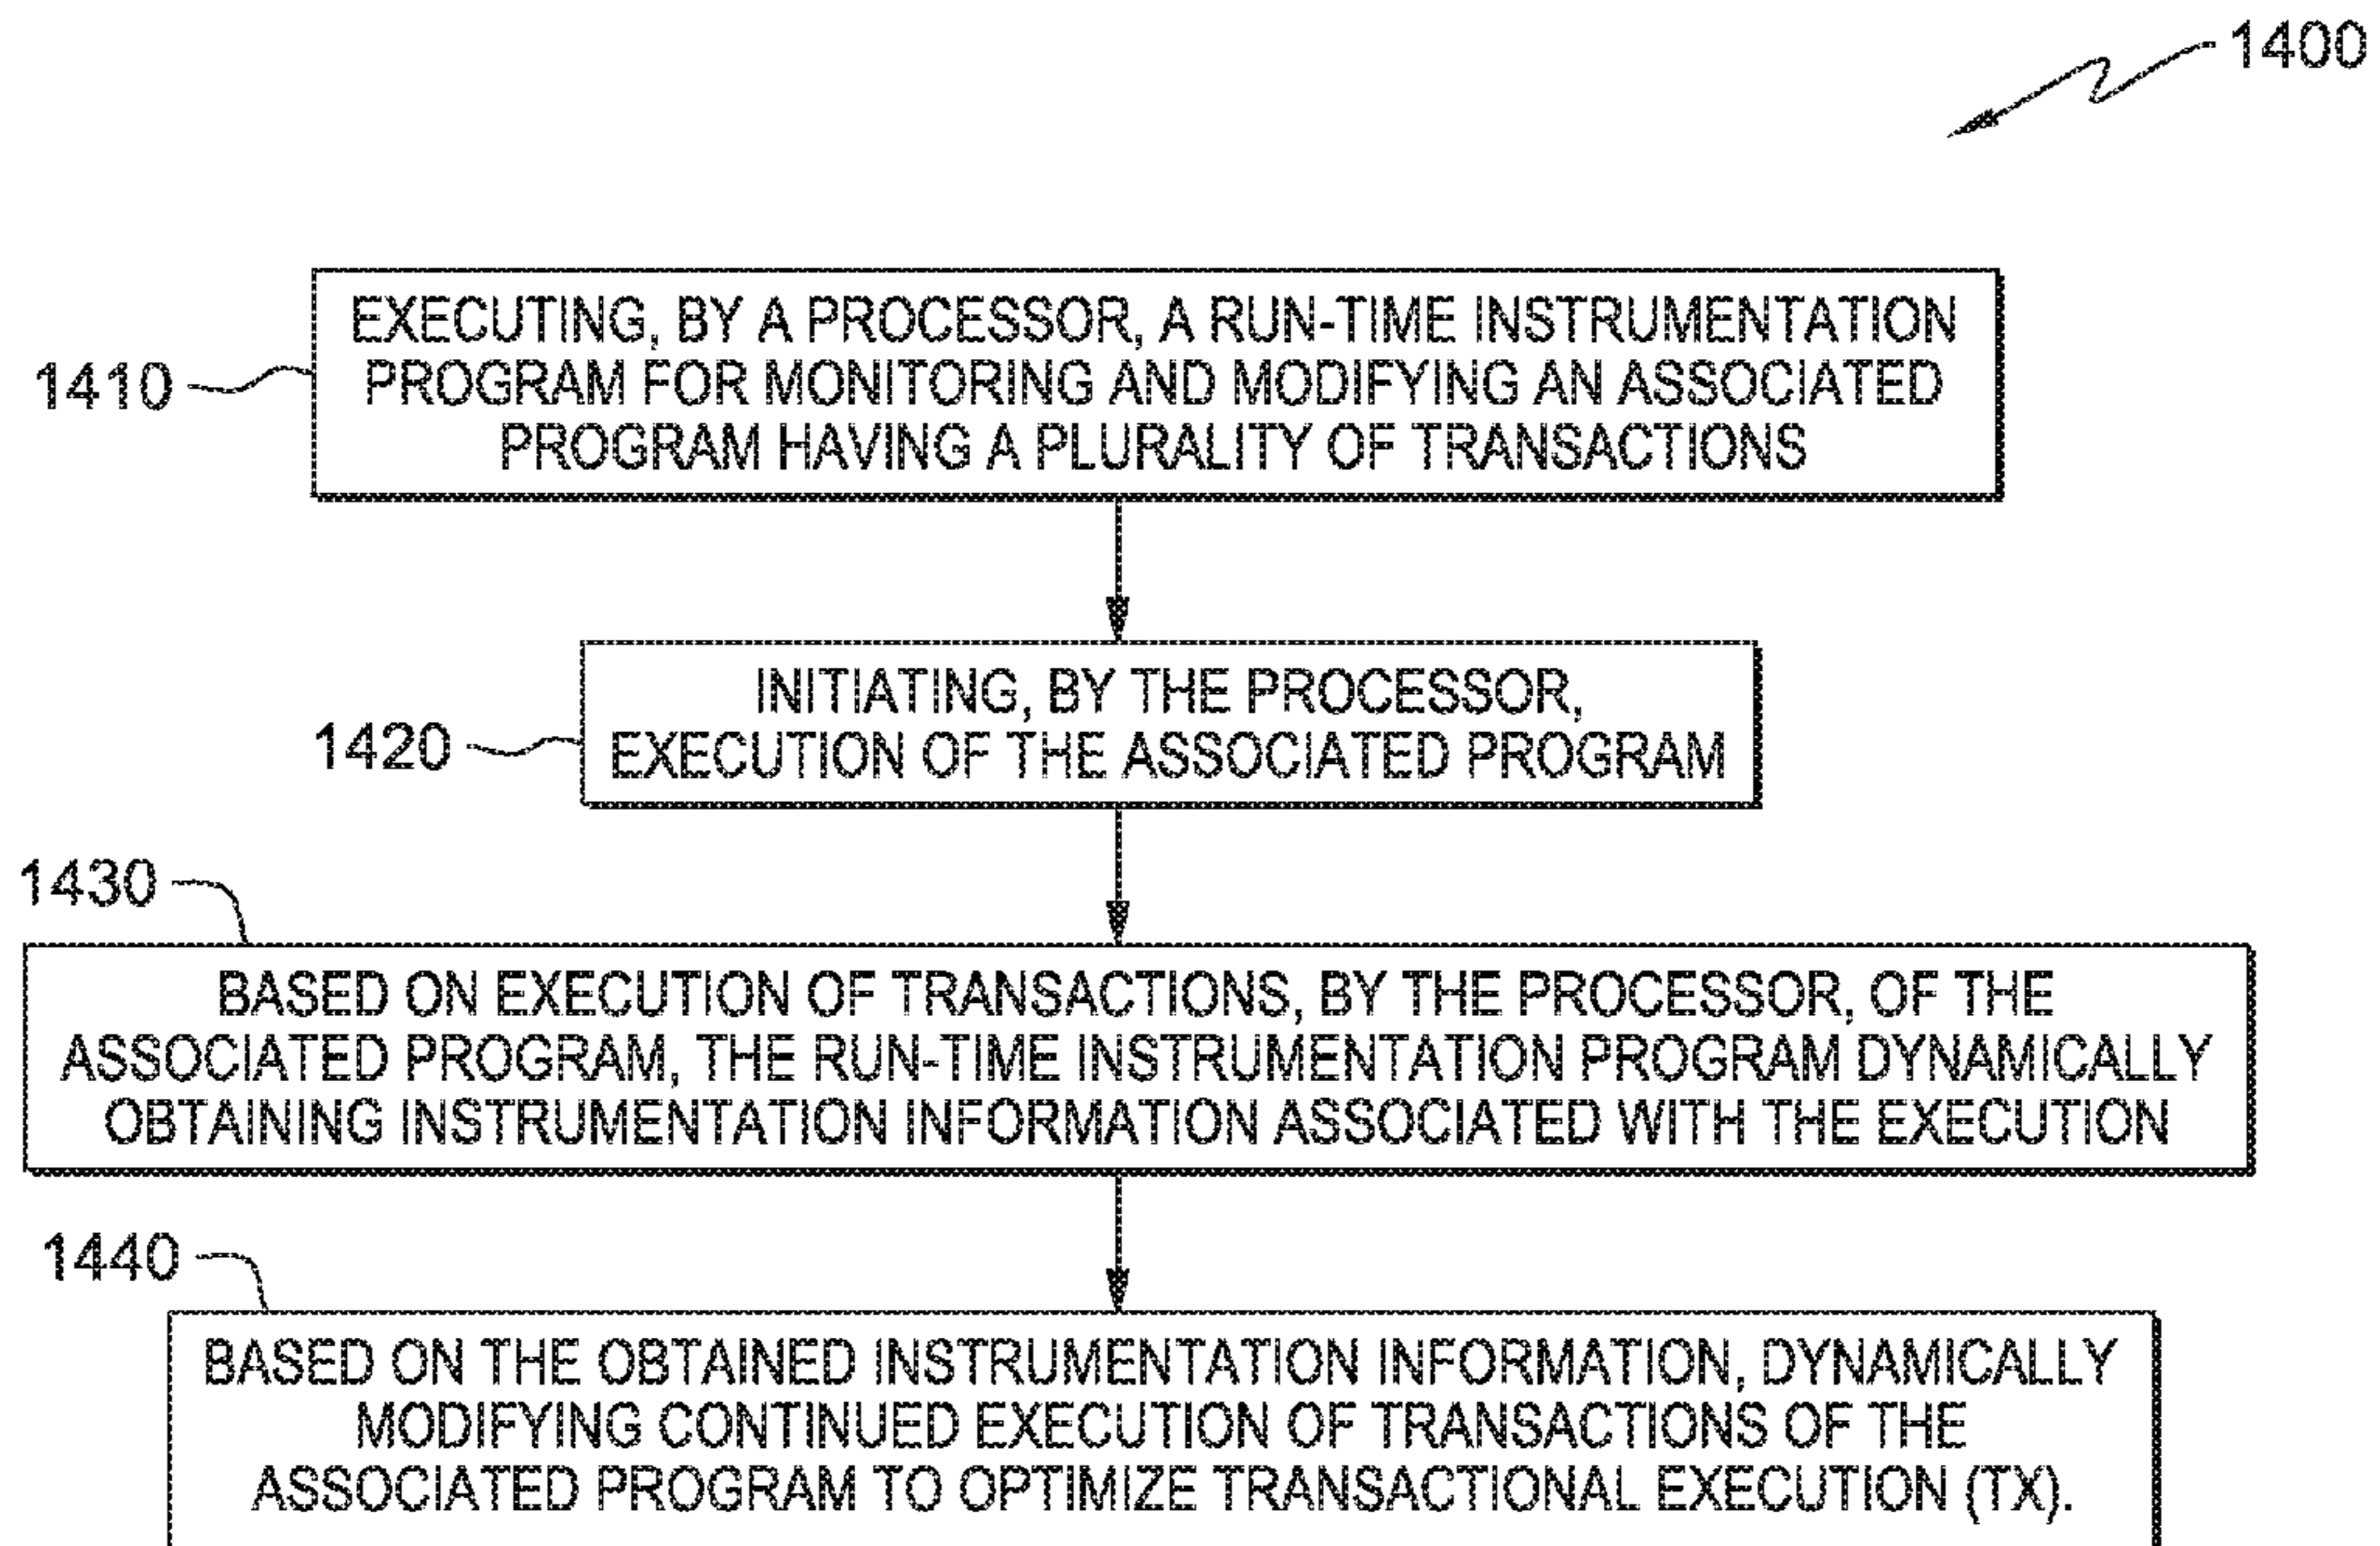 1400
EXECUTING, BY A PROCESSOR, A RUN-TIME INSTRUMENTATION
PROGRAM FOR MONITORING AND MODIFYING AN ASSOCIATED
PROGRAM HAVING A PLURALITY OF TRANSACTIONS
1410
INITIATING, BY THE PROCESSOR,
EXECUTION OF THE ASSOCIATED PROGRAM
1420
1430
BASED ON EXECUTION OF TRANSACTIONS, BY THE PROCESSOR, OF THE
ASSOCIATED PROGRAM, THE RUN-TIME INSTRUMENTATION PROGRAM DYNAMICALLY
OBTAINING INSTRUMENTATION INFORMATION ASSOCIATED WITH THE EXECUTION
1440
BASED ON THE OBTAINED INSTRUMENTATION INFORMATION, DYNAMICALLY
MODIFYING CONTINUED EXECUTION OF TRANSACTIONS OF THE
ASSOCIATED PROGRAM TO OPTIMIZE TRANSACTIONAL EXECUTION (TX).